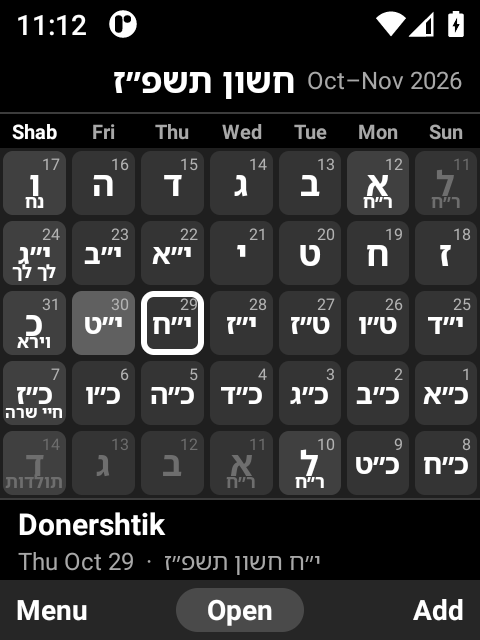 11:12
חשון תשפ״ז Oct–Nov 2026
Shab Fri Thu Wed Tue Mon Sun
17 16 15 14 13 12 11
ל א ב ג ד ה ו
ר״ח ר״ח נח
24 23 22 21 20 19 18
ז ח ט י י״א י״ב י״ג
לך לך
31 30 29 28 27 26 25
י״ד ט״ו ט״ז י״ז י״ח י״ט כ
וירא
7 6 5 4 3 2 1
כ״א כ״ב כ״ג כ״ד כ״ה כ״ו כ״ז
חיי שרה
14 13 12 11 10 9 8
כ״ח כ״ט ל א ב ג ד
ר״ח ר״ח תולדות
Donershtik
Thu Oct 29 · י״ח חשון תשפ״ז
Menu Open Add